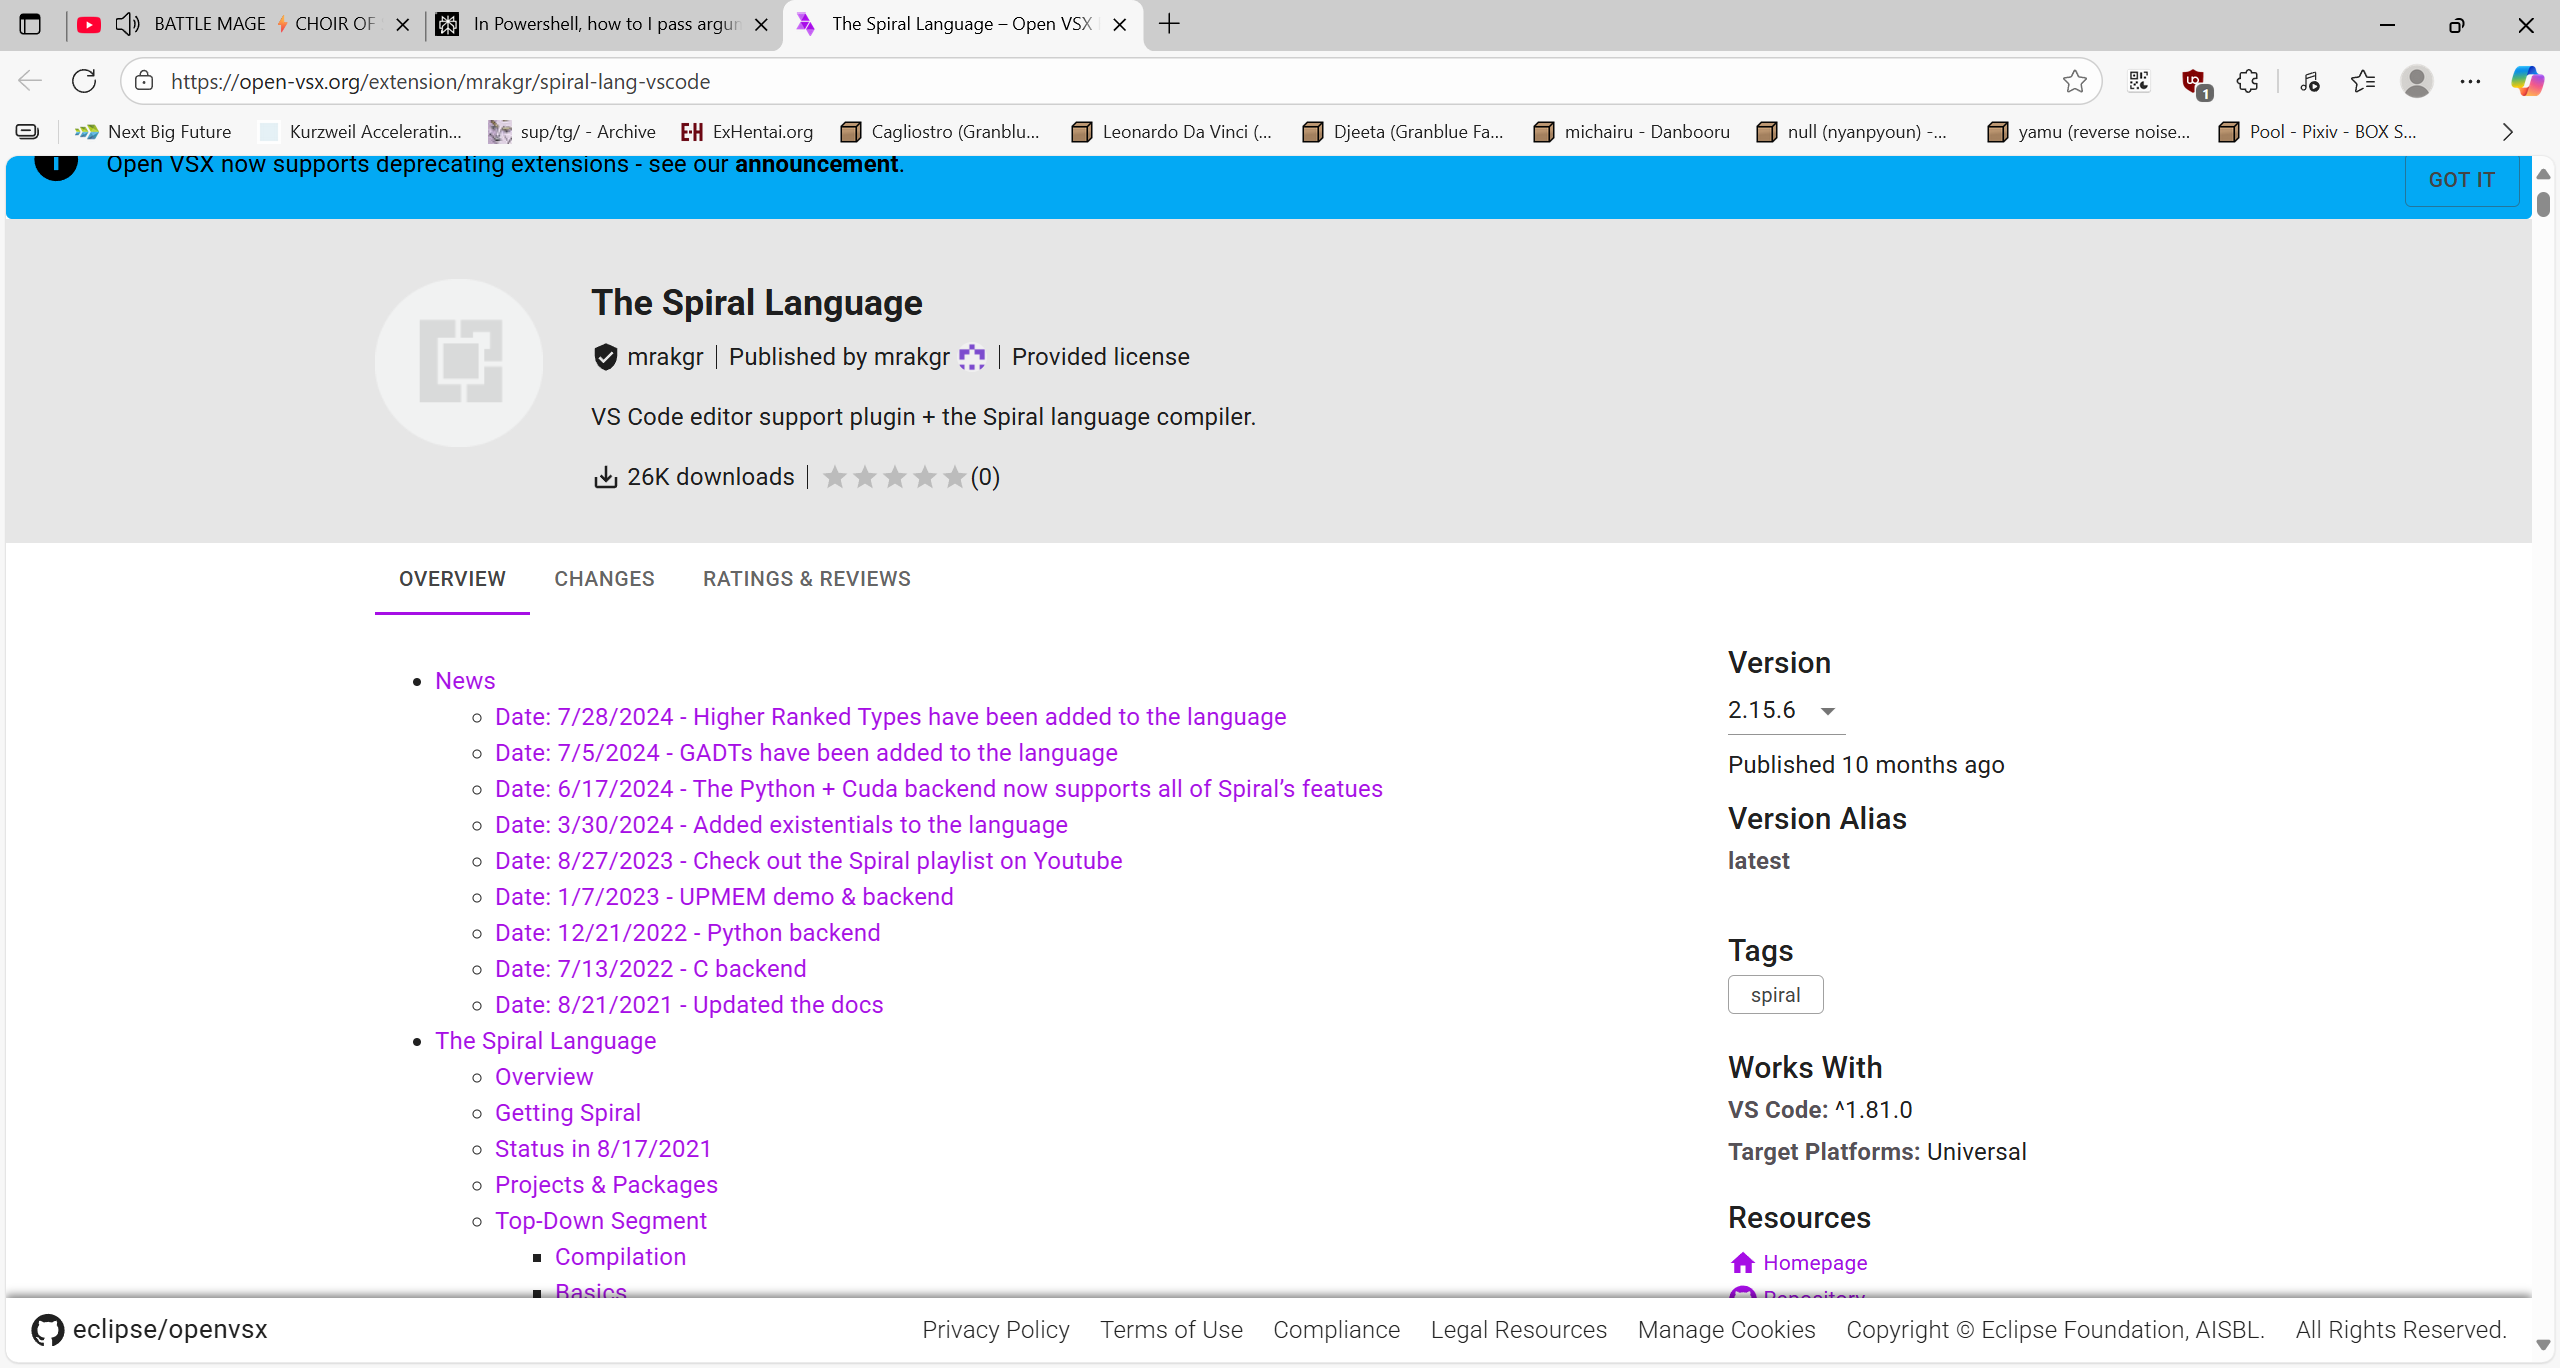 BATTLE MAGE ⚡ CHOIR OF
In Powershell, how to I pass argum
The Spiral Language – Open VSX
https://open-vsx.org/extension/mrakgr/spiral-lang-vscode
1
Next Big Future
Kurzweil Acceleratin...
sup/tg/ - Archive
ExHentai.org
Cagliostro (Granblu...
Leonardo Da Vinci (...
Djeeta (Granblue Fa...
michairu - Danbooru
null (nyanpyoun) -...
yamu (reverse noise...
Pool - Pixiv - BOX S...
Open VSX now supports deprecating extensions - see our announcement.
GOT IT
The Spiral Language
mrakgr | Published by mrakgr | Provided license
VS Code editor support plugin + the Spiral language compiler.
26K downloads | (0)
OVERVIEW
CHANGES
RATINGS & REVIEWS
News
Date: 7/28/2024 - Higher Ranked Types have been added to the language
Date: 7/5/2024 - GADTs have been added to the language
Date: 6/17/2024 - The Python + Cuda backend now supports all of Spiral’s featues
Date: 3/30/2024 - Added existentials to the language
Date: 8/27/2023 - Check out the Spiral playlist on Youtube
Date: 1/7/2023 - UPMEM demo & backend
Date: 12/21/2022 - Python backend
Date: 7/13/2022 - C backend
Date: 8/21/2021 - Updated the docs
The Spiral Language
Overview
Getting Spiral
Status in 8/17/2021
Projects & Packages
Top-Down Segment
Compilation
Basics
Version
2.15.6
Published 10 months ago
Version Alias
latest
Tags
spiral
Works With
VS Code: ^1.81.0
Target Platforms: Universal
Resources
Homepage
Repository
eclipse/openvsx
Privacy Policy
Terms of Use
Compliance
Legal Resources
Manage Cookies
Copyright © Eclipse Foundation, AISBL.
All Rights Reserved.